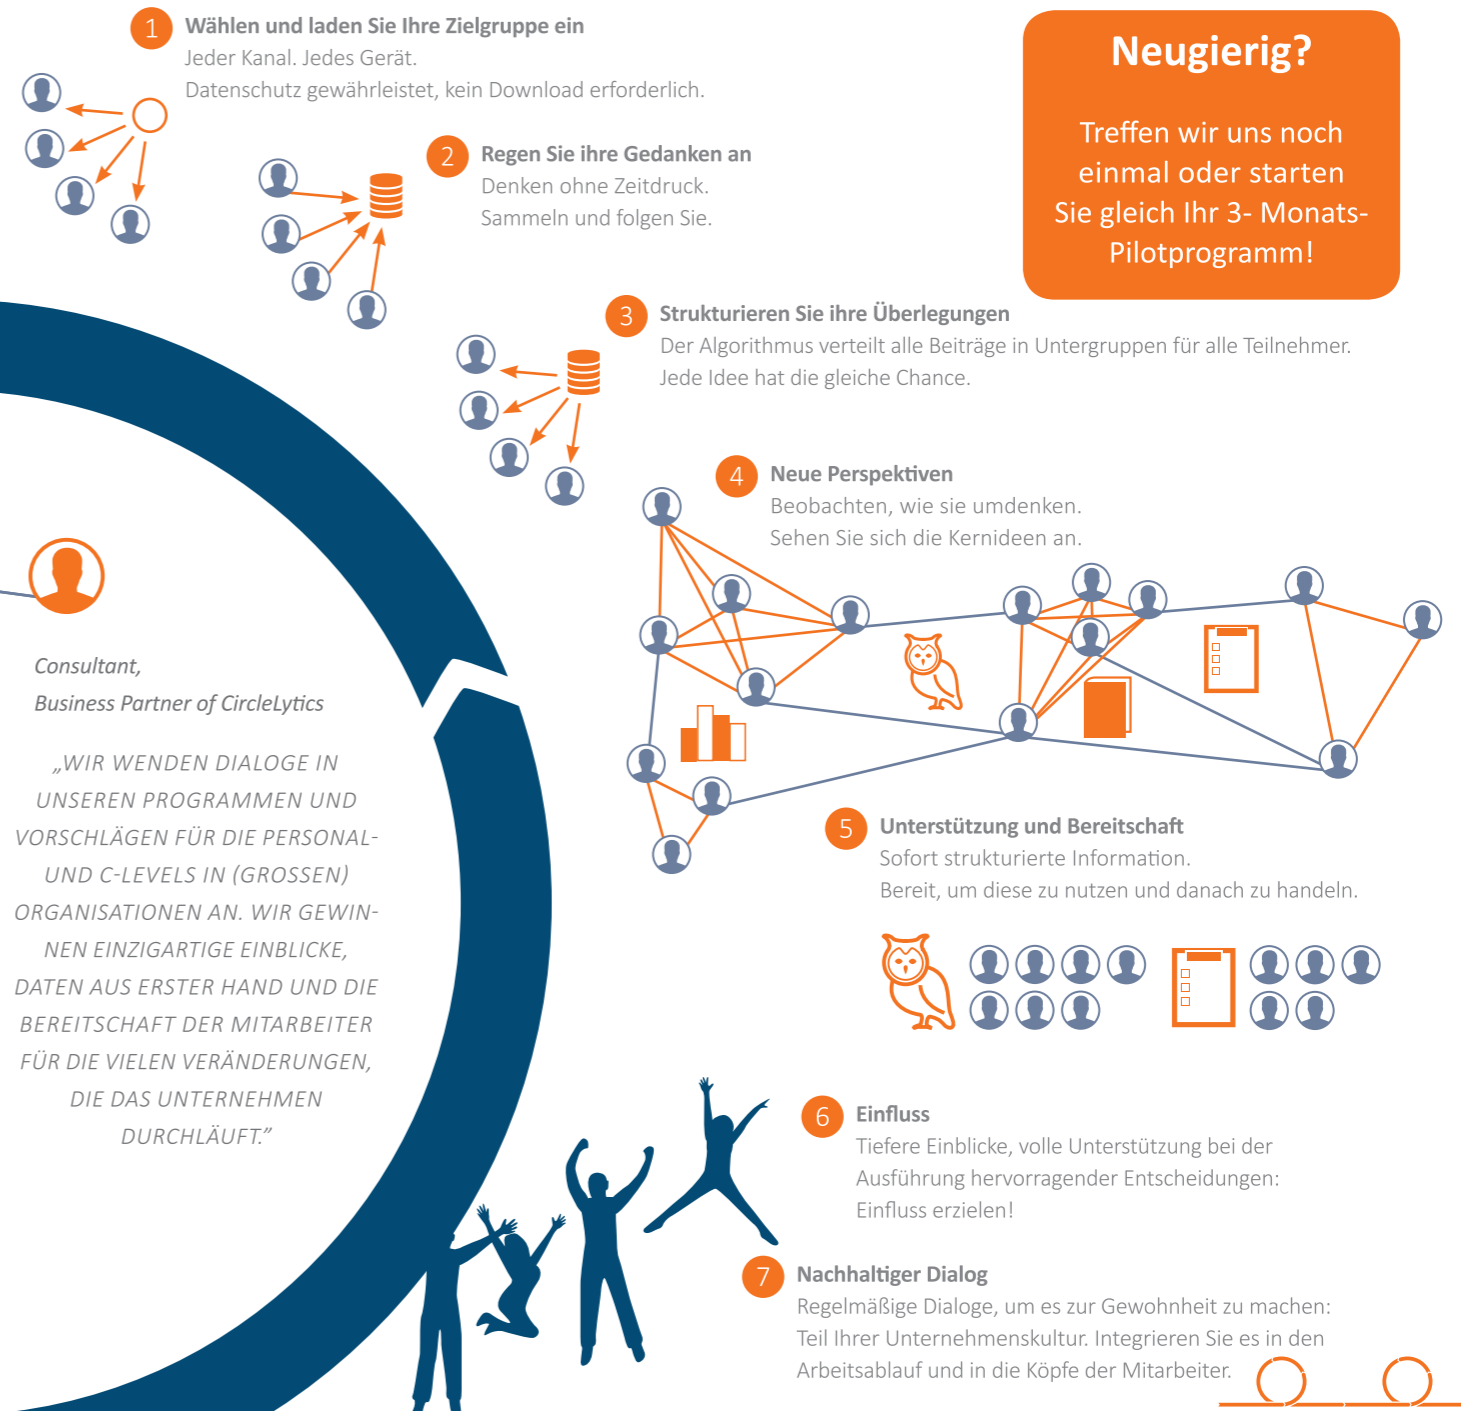 1 Wählen und laden Sie Ihre Zielgruppe ein
Jeder Kanal. Jedes Gerät.
Datenschutz gewährleistet, kein Download erforderlich.
Neugierig?
Treffen wir uns noch
einmal oder starten
Sie gleich Ihr 3- Monats-
Pilotprogramm!
2 Regen Sie ihre Gedanken an
Denken ohne Zeitdruck.
Sammeln und folgen Sie.
3 Strukturieren Sie ihre Überlegungen
Der Algorithmus verteilt alle Beiträge in Untergruppen für alle Teilnehmer.
Jede Idee hat die gleiche Chance.
4 Neue Perspektiven
Beobachten, wie sie umdenken.
Sehen Sie sich die Kernideen an.
Consultant,
Business Partner of CircleLytics
„WIR WENDEN DIALOGE IN
UNSEREN PROGRAMMEN UND
VORSCHLÄGEN FÜR DIE PERSONAL-
UND C-LEVELS IN (GROSSEN)
ORGANISATIONEN AN. WIR GEWIN-
NEN EINZIGARTIGE EINBLICKE,
DATEN AUS ERSTER HAND UND DIE
BEREITSCHAFT DER MITARBEITER
FÜR DIE VIELEN VERÄNDERUNGEN,
DIE DAS UNTERNEHMEN
DURCHLÄUFT.”
5 Unterstützung und Bereitschaft
Sofort strukturierte Information.
Bereit, um diese zu nutzen und danach zu handeln.
6 Einfluss
Tiefere Einblicke, volle Unterstützung bei der
Ausführung hervorragender Entscheidungen:
Einfluss erzielen!
7 Nachhaltiger Dialog
Regelmäßige Dialoge, um es zur Gewohnheit zu machen:
Teil Ihrer Unternehmenskultur. Integrieren Sie es in den
Arbeitsablauf und in die Köpfe der Mitarbeiter.